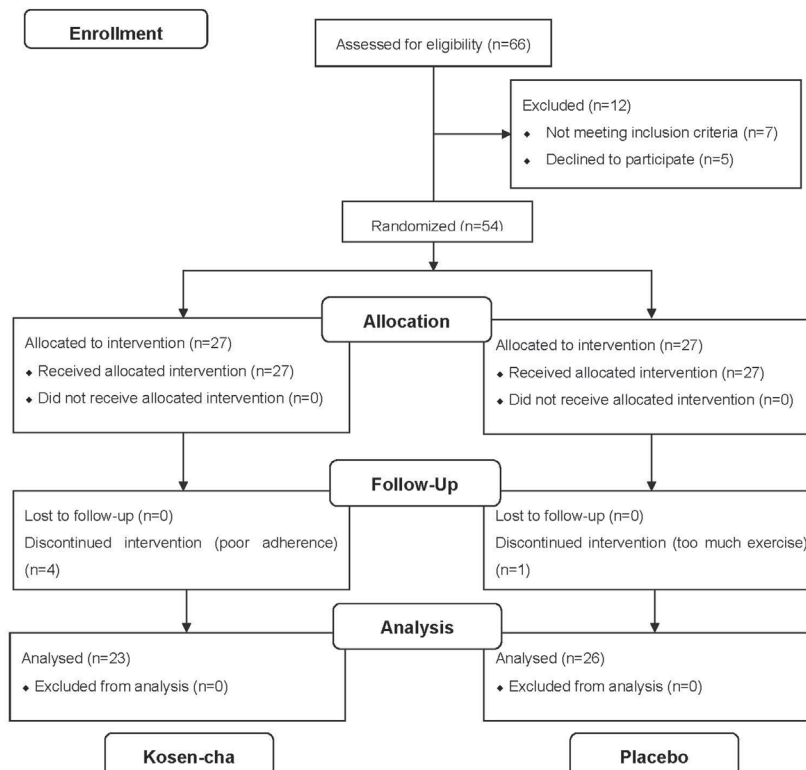 Enrollment
Assessed for eligibility (n=66)
Excluded (n=12)
◆ Not meeting inclusion criteria (n=7)
◆ Declined to participate (n=5)
Randomized (n=54)
Allocation
Allocated to intervention (n=27)
◆ Received allocated intervention (n=27)
◆ Did not receive allocated intervention (n=0)
Allocated to intervention (n=27)
◆ Received allocated intervention (n=27)
◆ Did not receive allocated intervention (n=0)
Follow-Up
Lost to follow-up (n=0)
Discontinued intervention (poor adherence)
(n=4)
Lost to follow-up (n=0)
Discontinued intervention (too much exercise)
(n=1)
Analysis
Analysed (n=23)
◆ Excluded from analysis (n=0)
Analysed (n=26)
◆ Excluded from analysis (n=0)
Kosen-cha
Placebo